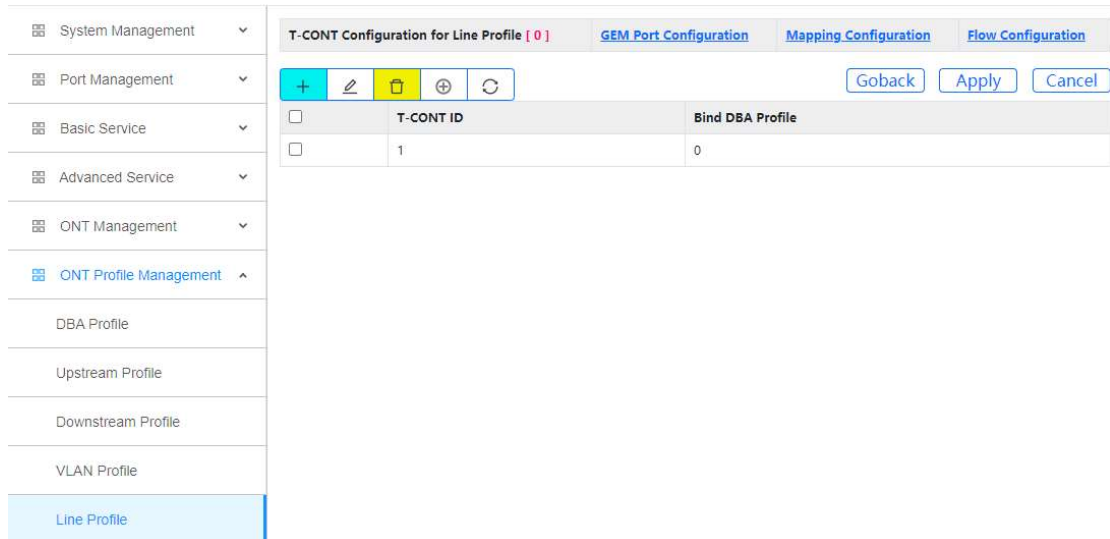 System Management
Port Management
Basic Service
Advanced Service
ONT Management
ONT Profile Management
DBA Profile
Upstream Profile
Downstream Profile
VLAN Profile
Line Profile
T-CONT Configuration for Line Profile [ 0 ] GEM Port Configuration Mapping Configuration Flow Configuration
Goback Apply Cancel
T-CONT ID Bind DBA Profile
1 0